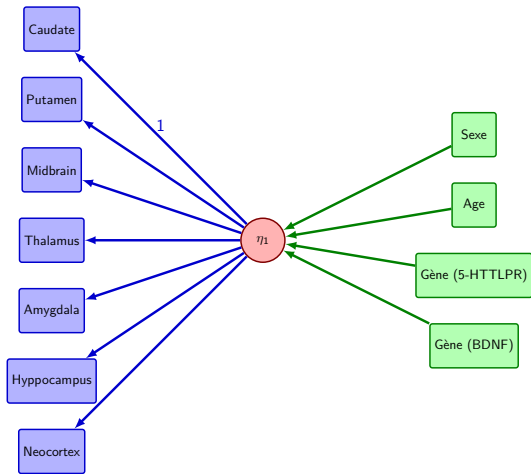 Caudate
Putamen
Midbrain
Thalamus
Amygdala
Hyppocampus
Neocortex
1
η1
Sexe
Age
Gène (5-HTTLPR)
Gène (BDNF)